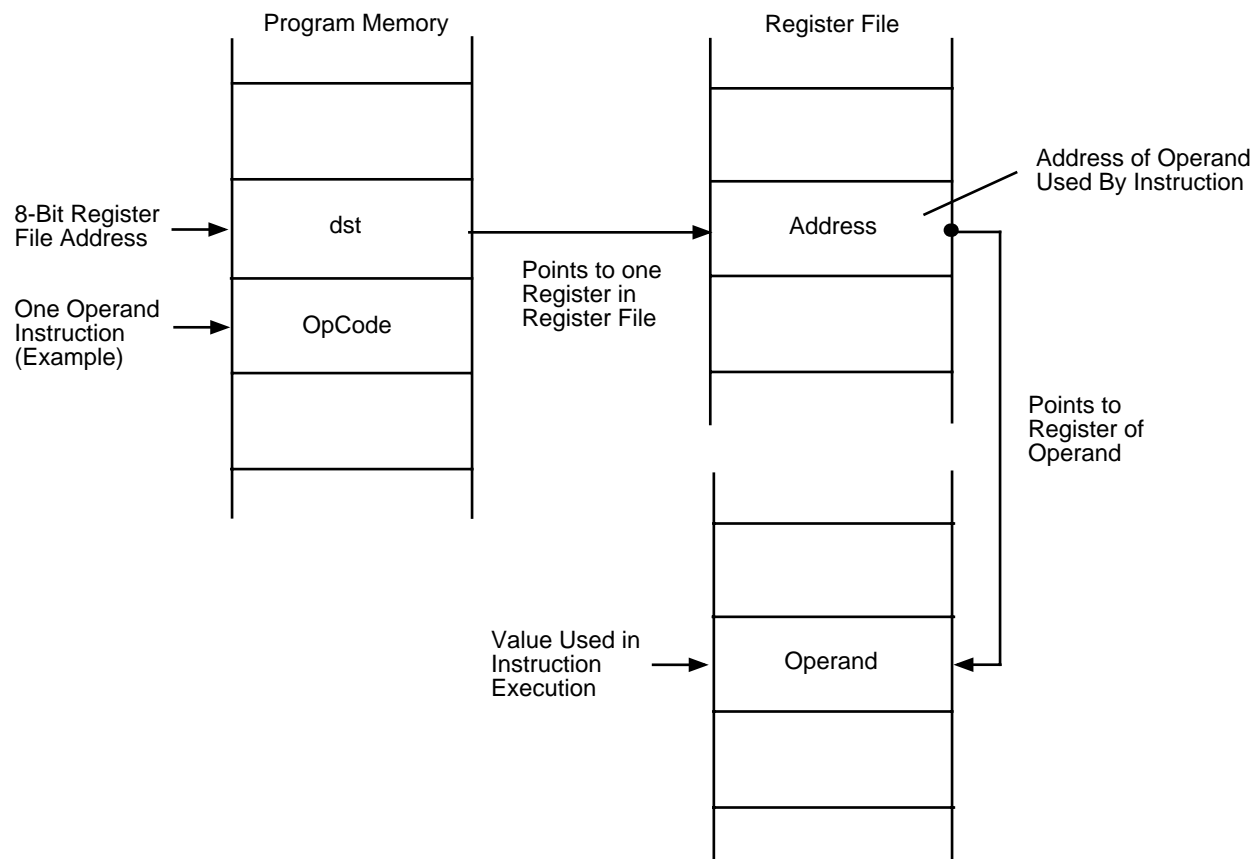 Program Memory
Register File
Address of Operand
Used By Instruction
8-Bit Register
File Address
dst
Address
Points to one
Register in
Register File
One Operand
Instruction
(Example)
OpCode
Points to
Register of
Operand
Value Used in
Instruction
Execution
Operand